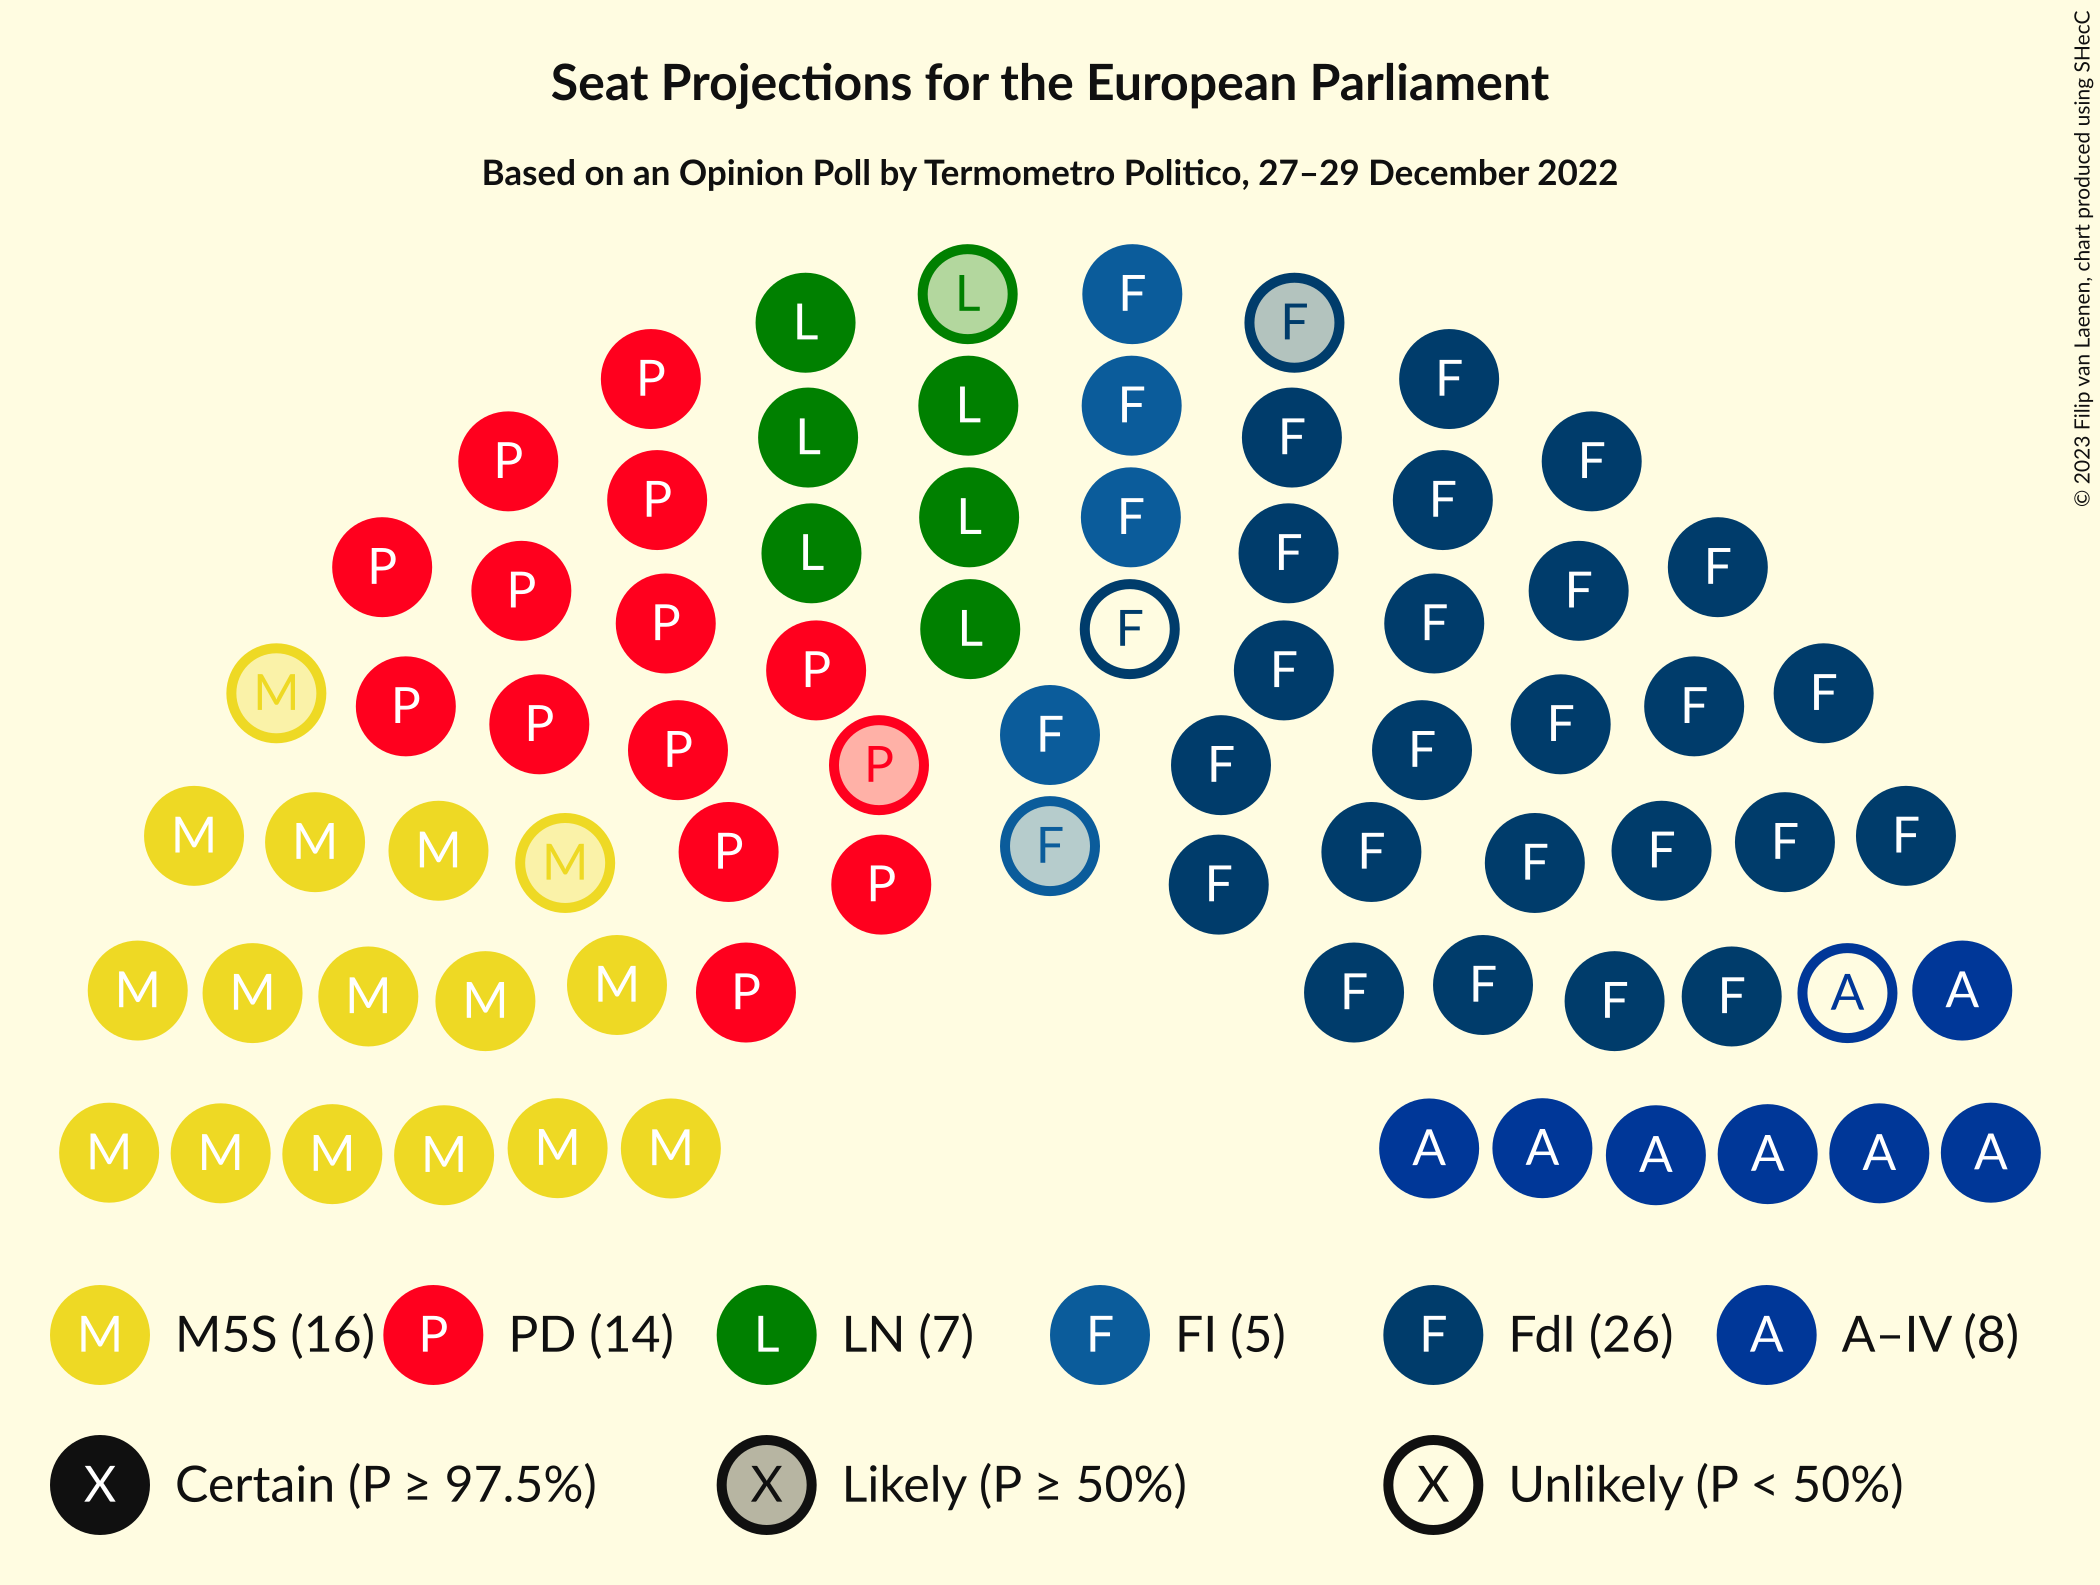 Seat Projections for the European Parliament
Based on an Opinion Poll by Termometro Politico, 27–29 December 2022
© 2023 Filip van Laenen, chart produced using SHecC
L F
L F
P P
L F
L F
P F
P F
P F
L F
L F
P F
P F
P F
L F
P F
M F
P F
P F
P F
P F
P F
M F
M F
M F
M F
P F
P F
M M M M M P F F F F A A
M M M M M M A A A A A A
M M5S (16) P PD (14) L LN (7) F FI (5) F FdI (26) A A–IV (8)
X Certain (P ≥ 97.5%) X Likely (P ≥ 50%) X Unlikely (P < 50%)